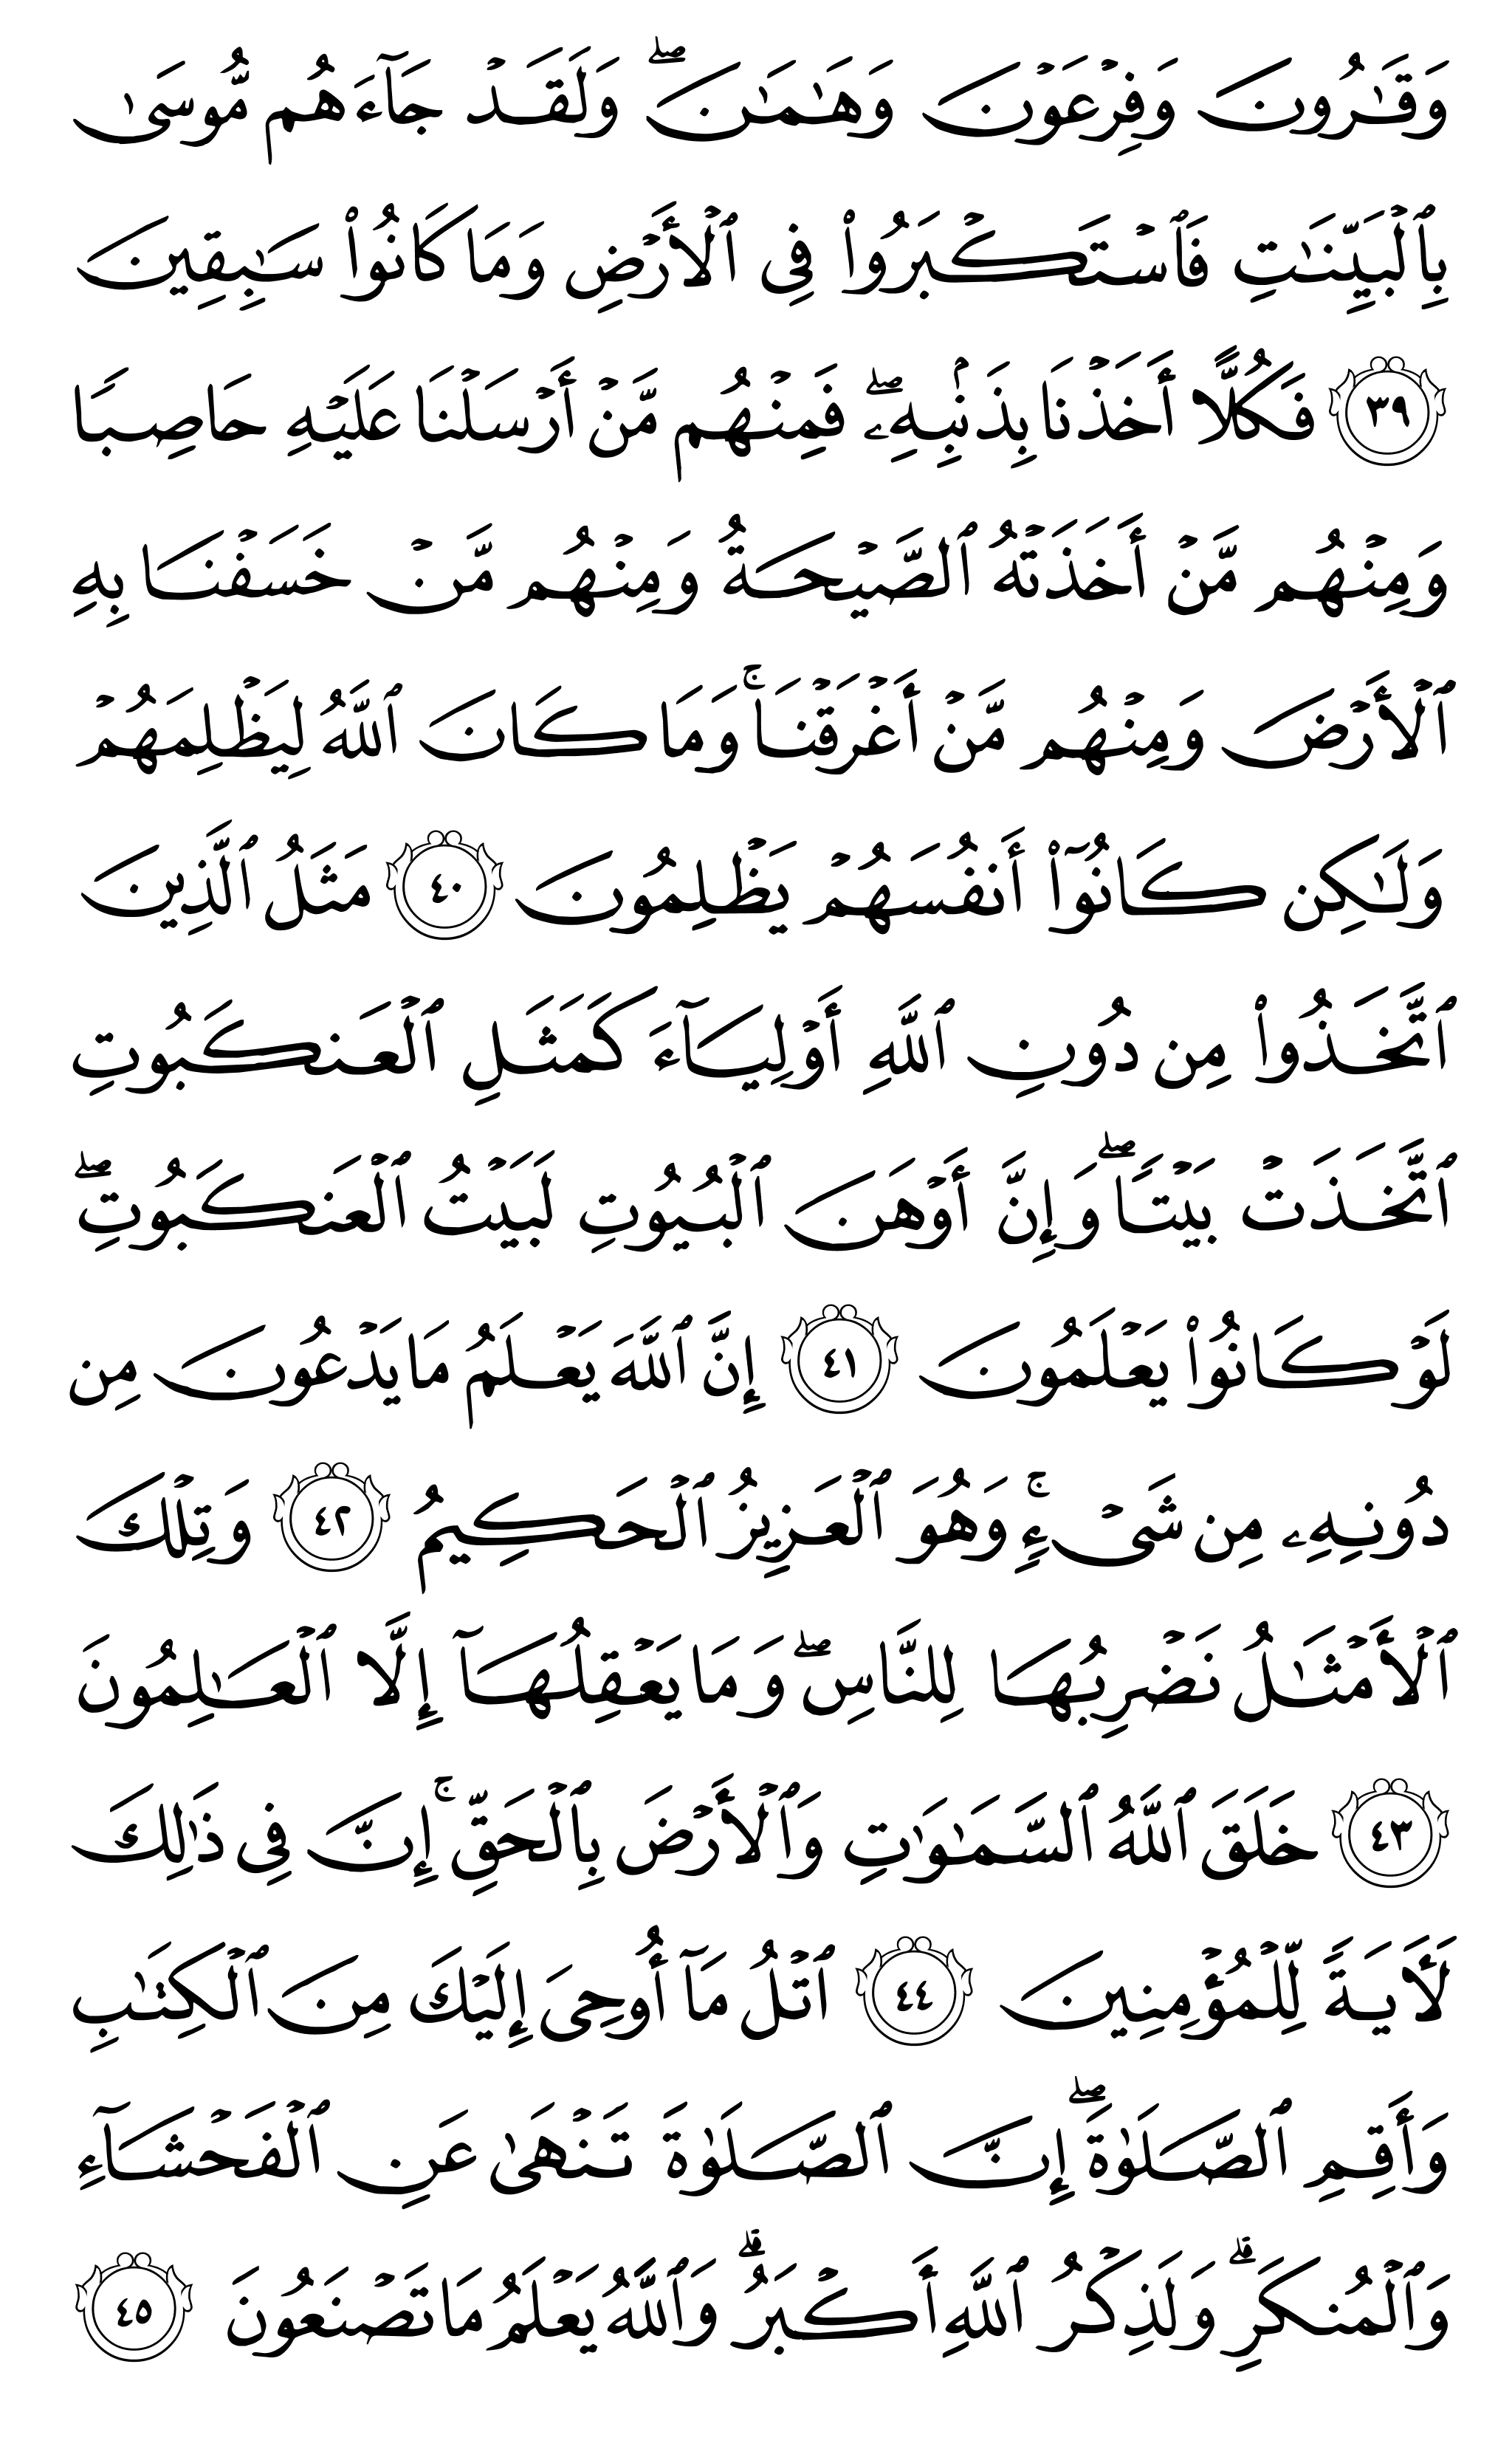 وَقَـٰرُونَ وَفِرْعَوْنَ وَهَـٰمَـٰنَ ۖ وَلَقَدْ جَآءَهُم مُّوسَىٰ
بِٱلْبَيِّنَـٰتِ فَٱسْتَكْبَرُوا۟ فِى ٱلْأَرْضِ وَمَا كَانُوا۟ سَـٰبِقِينَ
٣٩ فَكُلًّا أَخَذْنَا بِذَنۢبِهِۦ ۖ فَمِنْهُم مَّنْ أَرْسَلْنَا عَلَيْهِ حَاصِبًا
وَمِنْهُم مَّنْ أَخَذَتْهُ ٱلصَّيْحَةُ وَمِنْهُم مَّنْ خَسَفْنَا بِهِ
ٱلْأَرْضَ وَمِنْهُم مَّنْ أَغْرَقْنَا ۚ وَمَا كَانَ ٱللَّهُ لِيَظْلِمَهُمْ
وَلَـٰكِن كَانُوٓا۟ أَنفُسَهُمْ يَظْلِمُونَ ٤٠ مَثَلُ ٱلَّذِينَ
ٱتَّخَذُوا۟ مِن دُونِ ٱللَّهِ أَوْلِيَآءَ كَمَثَلِ ٱلْعَنكَبُوتِ
ٱتَّخَذَتْ بَيْتًا ۖ وَإِنَّ أَوْهَنَ ٱلْبُيُوتِ لَبَيْتُ ٱلْعَنكَبُوتِ ۖ
لَوْ كَانُوا۟ يَعْلَمُونَ ٤١ إِنَّ ٱللَّهَ يَعْلَمُ مَا يَدْعُونَ مِن
دُونِهِۦ مِن شَىْءٍ ۚ وَهُوَ ٱلْعَزِيزُ ٱلْحَكِيمُ ٤٢ وَتِلْكَ
ٱلْأَمْثَـٰلُ نَضْرِبُهَا لِلنَّاسِ ۖ وَمَا يَعْقِلُهَآ إِلَّا ٱلْعَـٰلِمُونَ
٤٣ خَلَقَ ٱللَّهُ ٱلسَّمَـٰوَٰتِ وَٱلْأَرْضَ بِٱلْحَقِّ ۚ إِنَّ فِى ذَٰلِكَ
لَـَٔايَةً لِّلْمُؤْمِنِينَ ٤٤ ٱتْلُ مَآ أُوحِىَ إِلَيْكَ مِنَ ٱلْكِتَـٰبِ
وَأَقِمِ ٱلصَّلَوٰةَ ۖ إِنَّ ٱلصَّلَوٰةَ تَنْهَىٰ عَنِ ٱلْفَحْشَآءِ
وَٱلْمُنكَرِ ۗ وَلَذِكْرُ ٱللَّهِ أَكْبَرُ ۗ وَٱللَّهُ يَعْلَمُ مَا تَصْنَعُونَ ٤٥